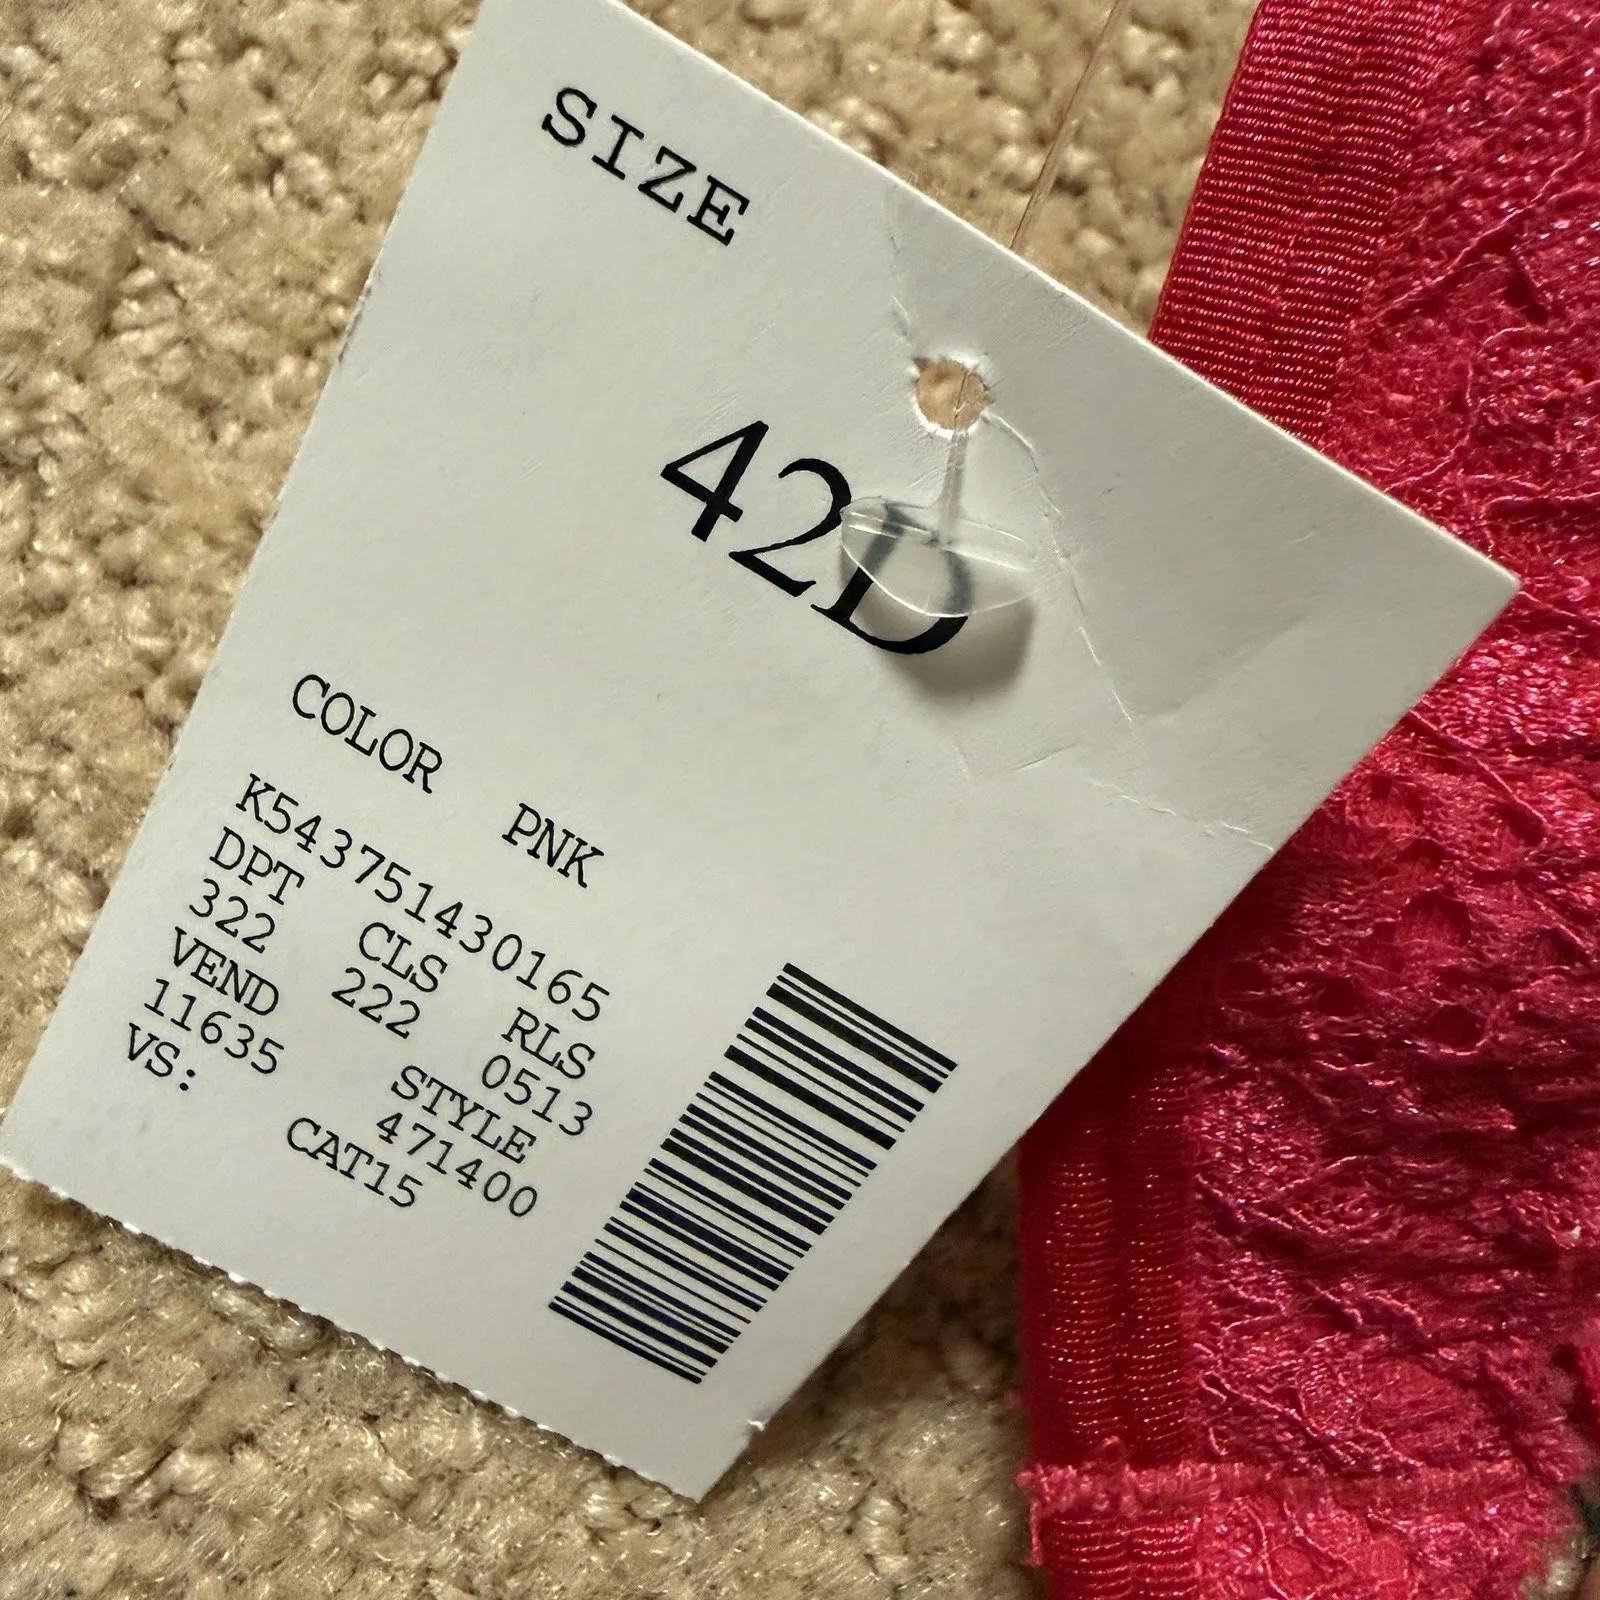 SIZE
42D
COLOR PNK
K543751430165
DPT CLS RLS
322 222 0513
VEND STYLE
11635 471400
VS: CAT15